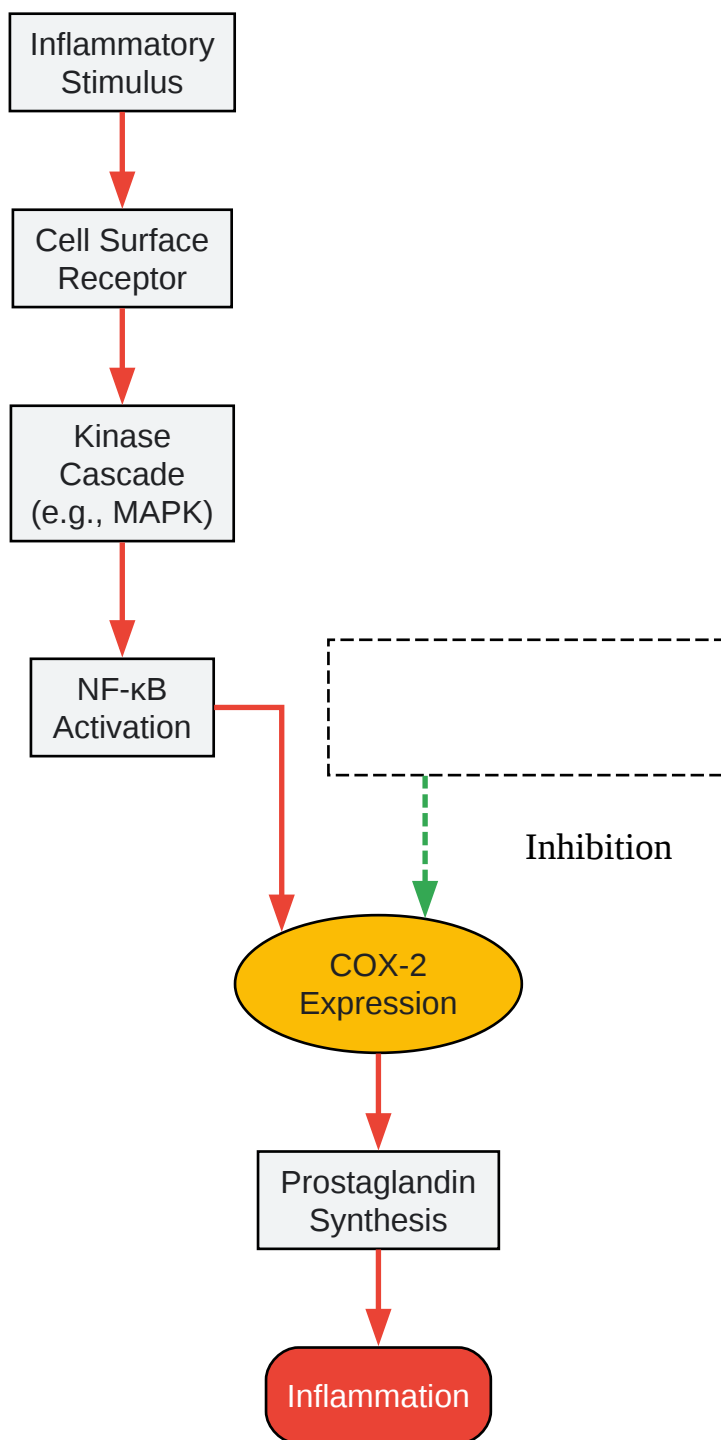 Inflammatory
Stimulus
Cell Surface
Receptor
Kinase
Cascade
(e.g., MAPK)
NF-κB
Activation
Inhibition
COX-2
Expression
Prostaglandin
Synthesis
Inflammation